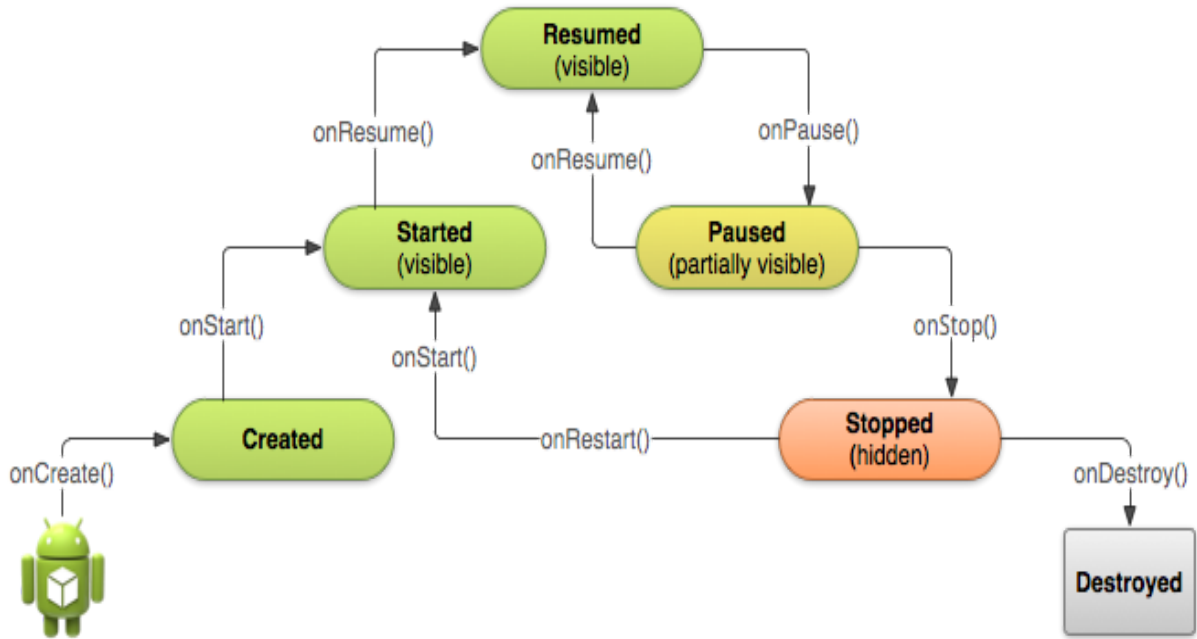 Resumed
(visible)
onResume()
onPause()
onResume()
Started
(visible)
Paused
(partially visible)
onStart()
onStop()
onStart()
Created
onRestart()
Stopped
(hidden)
onCreate()
onDestroy()
Destroyed